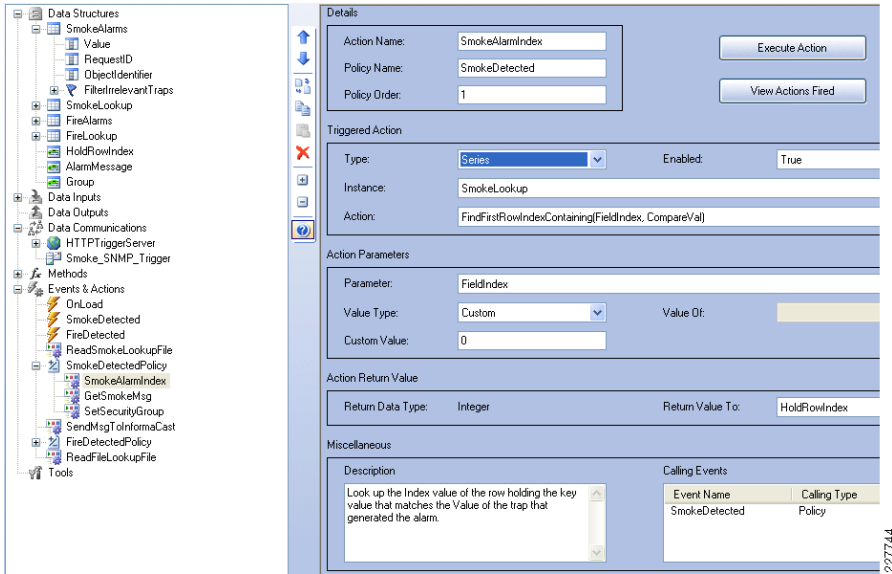 Data Structures
SmokeAlarms
Value
RequestID
ObjectIdentifier
FilterIrrelevantTraps
SmokeLookup
FireAlarms
FireLookup
HoldRowIndex
AlarmMessage
Group
Data Inputs
Data Outputs
Data Communications
HTTPTriggerServer
Smoke_SNMP_Trigger
Methods
Events & Actions
OnLoad
SmokeDetected
FireDetected
ReadSmokeLookupFile
SmokeDetectedPolicy
SmokeAlarmIndex
GetSmokeMsg
SetSecurityGroup
SendMsgToInformaCast
FireDetectedPolicy
ReadFileLookupFile
Tools
Details
Action Name: SmokeAlarmIndex
Execute Action
Policy Name: SmokeDetected
Policy Order: 1
View Actions Fired
Triggered Action
Type: Series Enabled: True
Instance: SmokeLookup
Action: FindFirstRowIndexContaining(FieldIndex, CompareVal)
Action Parameters
Parameter: FieldIndex
Value Type: Custom Value Of:
Custom Value: 0
Action Return Value
Return Data Type: Integer Return Value To: HoldRowIndex
Miscellaneous
Description
Look up the Index value of the row holding the key
value that matches the Value of the trap that
generated the alarm.
Calling Events
Event Name Calling Type
SmokeDetected Policy
227744